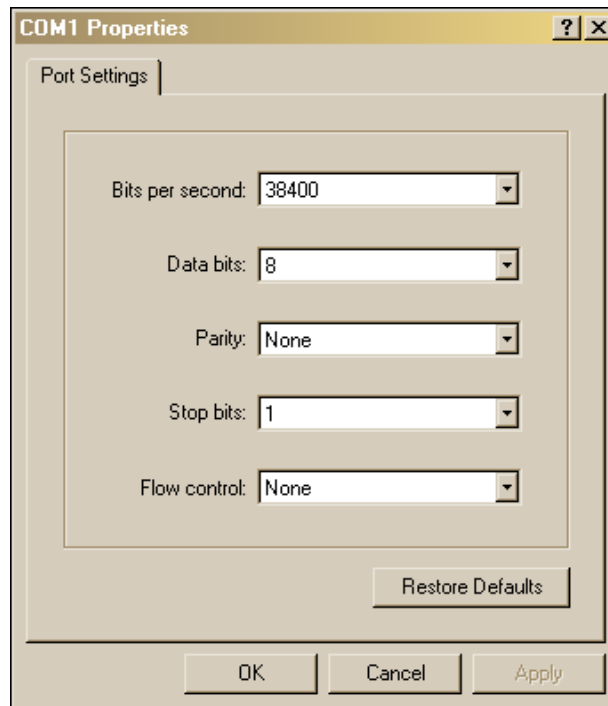 COM1 Properties
Port Settings
Bits per second: 38400
Data bits: 8
Parity: None
Stop bits: 1
Flow control: None
Restore Defaults
OK Cancel Apply